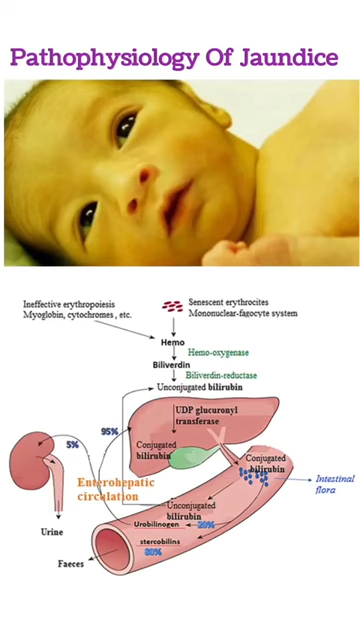 Pathophysiology Of Jaundice
Ineffective erythropoiesis
Myoglobin, cytochromes , etc.
Senescent erythrocites
Mononuclear-fagocyte system
Hemo
Hemo-oxygenase
Biliverdin
Biliverdin-reductase
Unconjugated bilirubin
UDP glucuronyl
transferase
95%
5%
Conjugated
bilirubin
Conjugated
bilirubin
Intestinal
flora
Enterohepatic
circulation
Unconjugated
bilirubin
Urobilinogen
20%
Urine
stercobilins
80%
Faeces